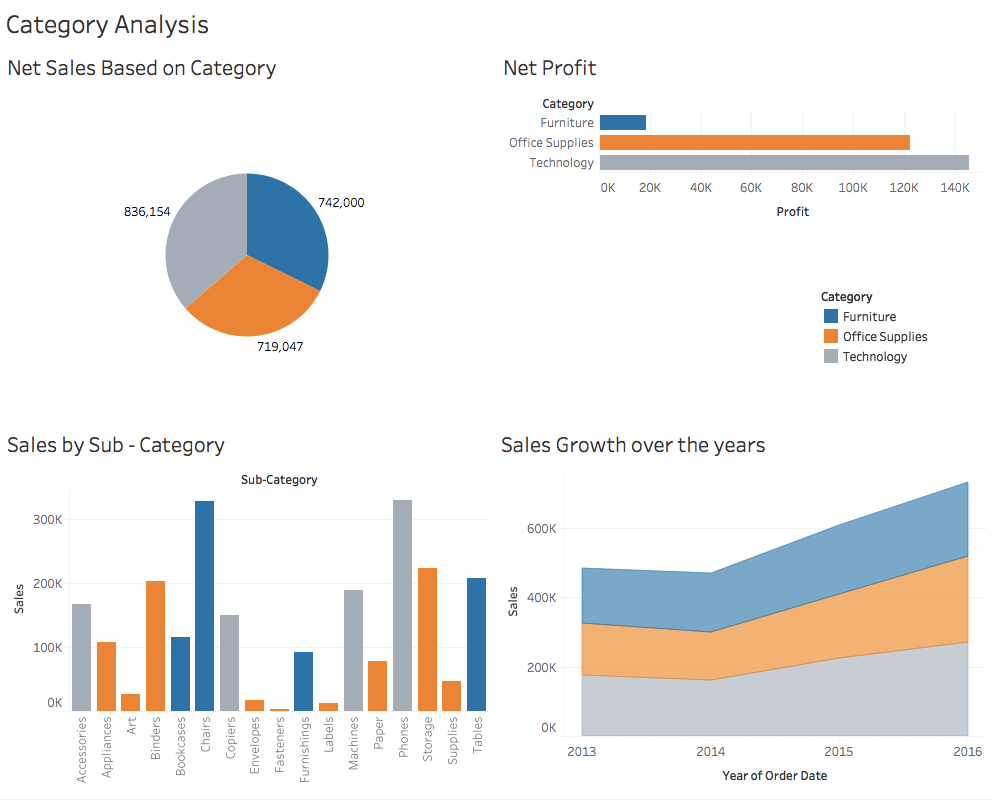 Category Analysis
Net Sales Based on Category
836,154
742,000
719,047
Net Profit
Category
Furniture
Office Supplies
Technology
0K 20K 40K 60K 80K 100K 120K 140K
Profit
Category
Furniture
Office Supplies
Technology
Sales by Sub - Category
Sub-Category
Sales
300K
200K
100K
0K
Accessories Appliances Art Binders Bookcases Chairs Copiers Envelopes Fasteners Furnishings Labels Machines Paper Phones Storage Supplies Tables
Sales Growth over the years
Sales
600K
400K
200K
0K
2013 2014 2015 2016
Year of Order Date